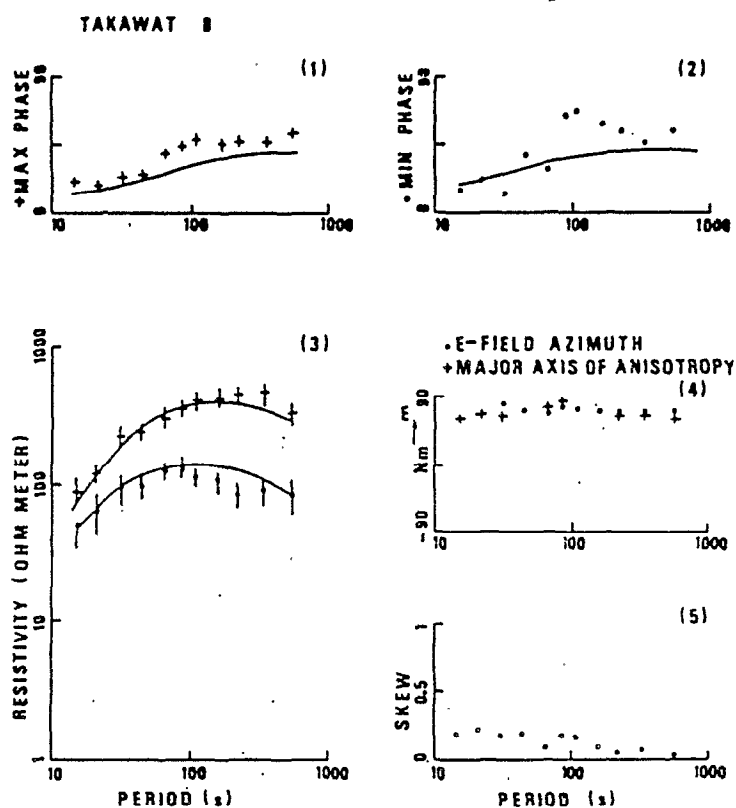 TAKAWAT B
(1)
+MAX PHASE
90
0
10 100 1000
(2)
•MIN PHASE
90
0
10 100 1000
(3)
RESISTIVITY (OHM METER)
1000
100
10
1
10 100 1000
PERIOD (s)
•E-FIELD AZIMUTH
+MAJOR AXIS OF ANISOTROPY
(4)
90
-90
10 100 1000
(5)
SKEW
1
0.5
0
10 100 1000
PERIOD (s)